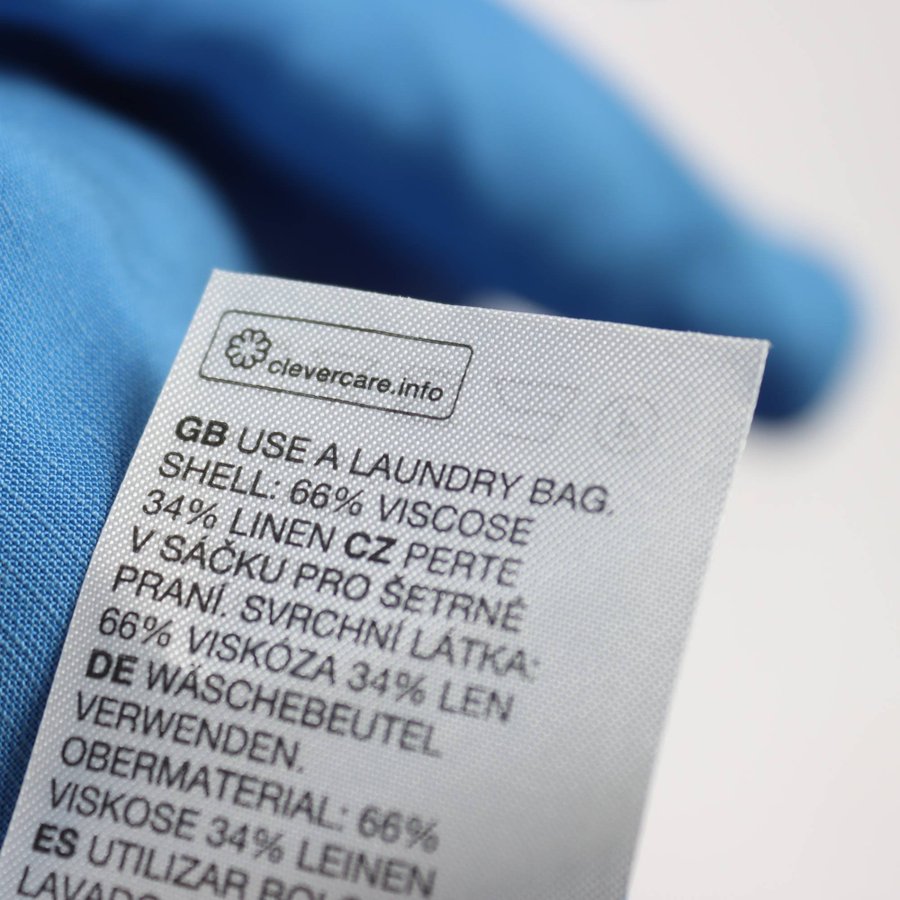 clevercare.info
GB USE A LAUNDRY BAG.
SHELL: 66% VISCOSE
34% LINEN CZ PERTE
V SÁČKU PRO ŠETRNÉ
PRANÍ. SVRCHNÍ LÁTKA:
66% VISKÓZA 34% LEN
DE WÄSCHEBEUTEL
VERWENDEN.
OBERMATERIAL: 66%
VISKOSE 34% LEINEN
ES UTILIZAR